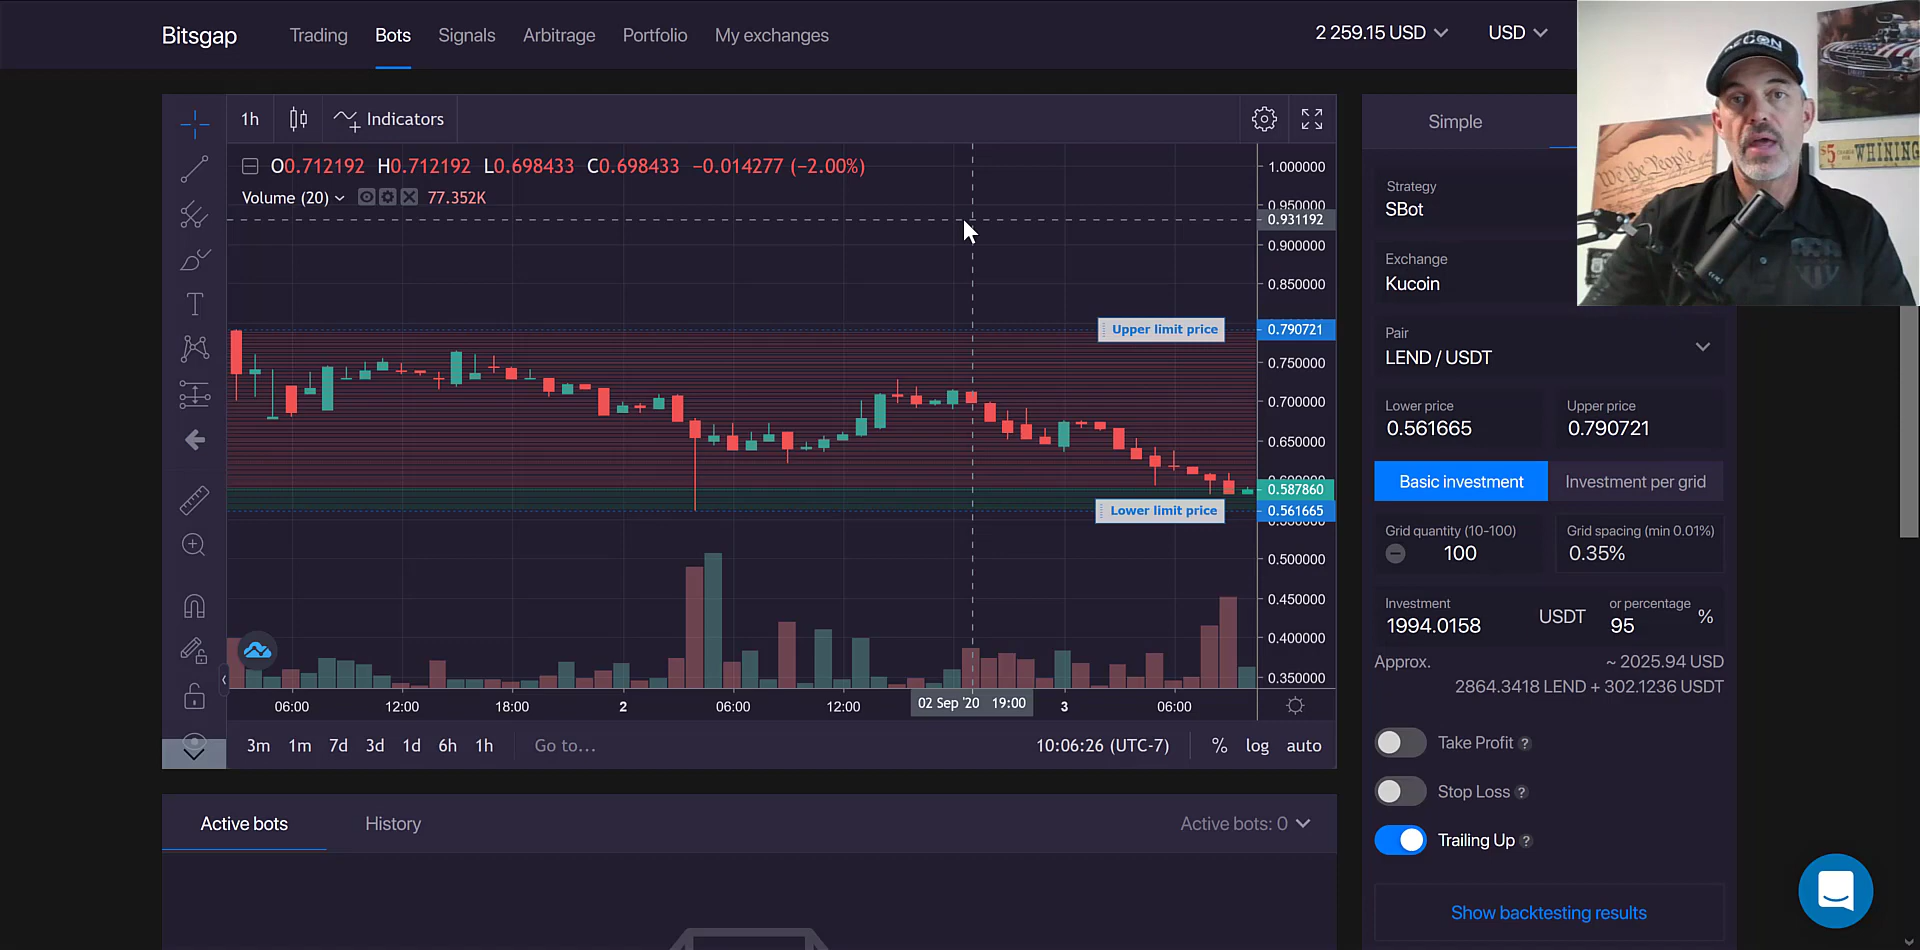 Bitsgap
Trading
Bots
Signals
Arbitrage
Portfolio
My exchanges
2 259.15 USD
USD
1h
Indicators
O0.712192 H0.712192 L0.698433 C0.698433 −0.014277 (−2.00%)
Volume (20)
77.352K
1.000000
0.950000
0.931192
0.900000
0.850000
Upper limit price
0.790721
0.750000
0.700000
0.650000
0.587860
Lower limit price
0.561665
0.500000
0.450000
0.400000
0.350000
06:00
12:00
18:00
2
06:00
12:00
02 Sep '20 19:00
3
06:00
3m
1m
7d
3d
1d
6h
1h
Go to...
10:06:26 (UTC-7)
%
log
auto
Active bots
History
Active bots: 0
Simple
Strategy
SBot
Exchange
Kucoin
Pair
LEND / USDT
Lower price
0.561665
Upper price
0.790721
Basic investment
Investment per grid
Grid quantity (10-100)
100
Grid spacing (min 0.01%)
0.35%
Investment
1994.0158
USDT
or percentage
95
%
Approx.
~ 2025.94 USD
2864.3418 LEND + 302.1236 USDT
Take Profit ?
Stop Loss ?
Trailing Up ?
Show backtesting results
We the People
$5
WHINING